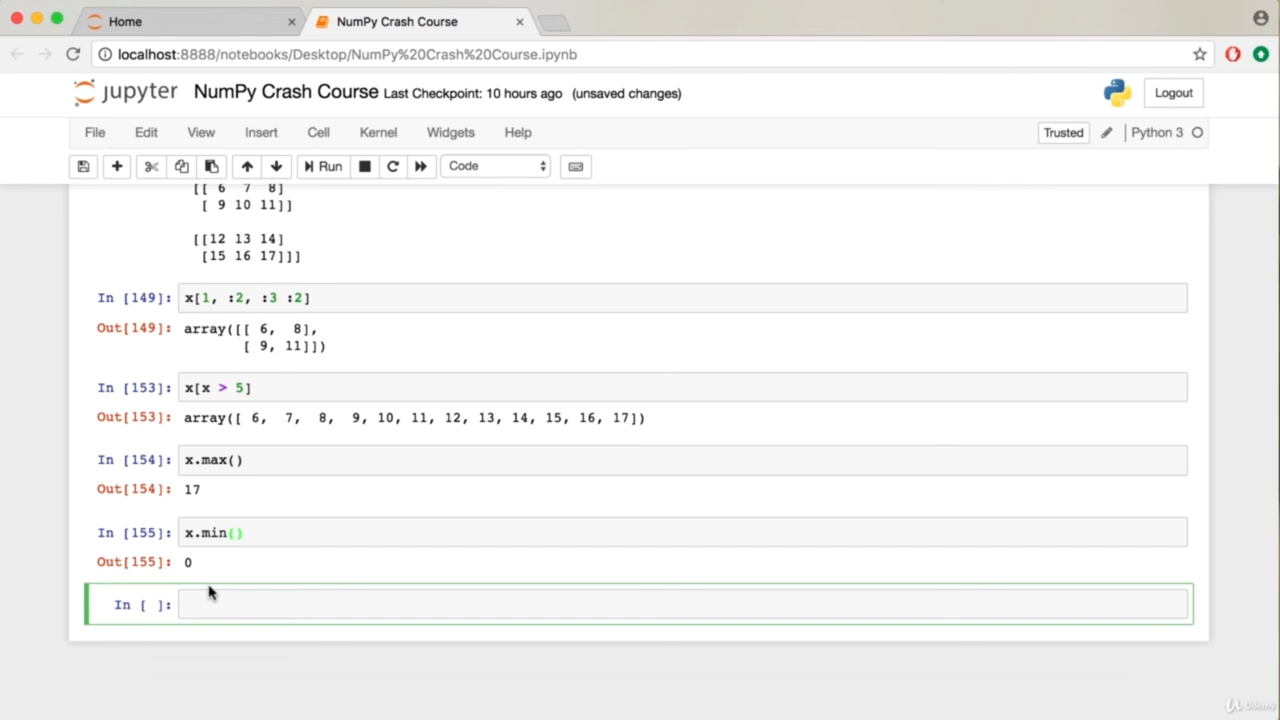 Home
NumPy Crash Course
localhost:8888/notebooks/Desktop/NumPy%20Crash%20Course.ipynb
jupyter NumPy Crash Course Last Checkpoint: 10 hours ago (unsaved changes)
Logout
File Edit View Insert Cell Kernel Widgets Help
Trusted
Python 3
Run
Code
[[ 6  7  8]
[ 9 10 11]]
[[12 13 14]
[15 16 17]]]
In [149]: x[1, :2, :3 :2]
Out[149]: array([[ 6,  8],
[ 9, 11]])
In [153]: x[x > 5]
Out[153]: array([ 6,  7,  8,  9, 10, 11, 12, 13, 14, 15, 16, 17])
In [154]: x.max()
Out[154]: 17
In [155]: x.min()
Out[155]: 0
In [ ]:
Udemy